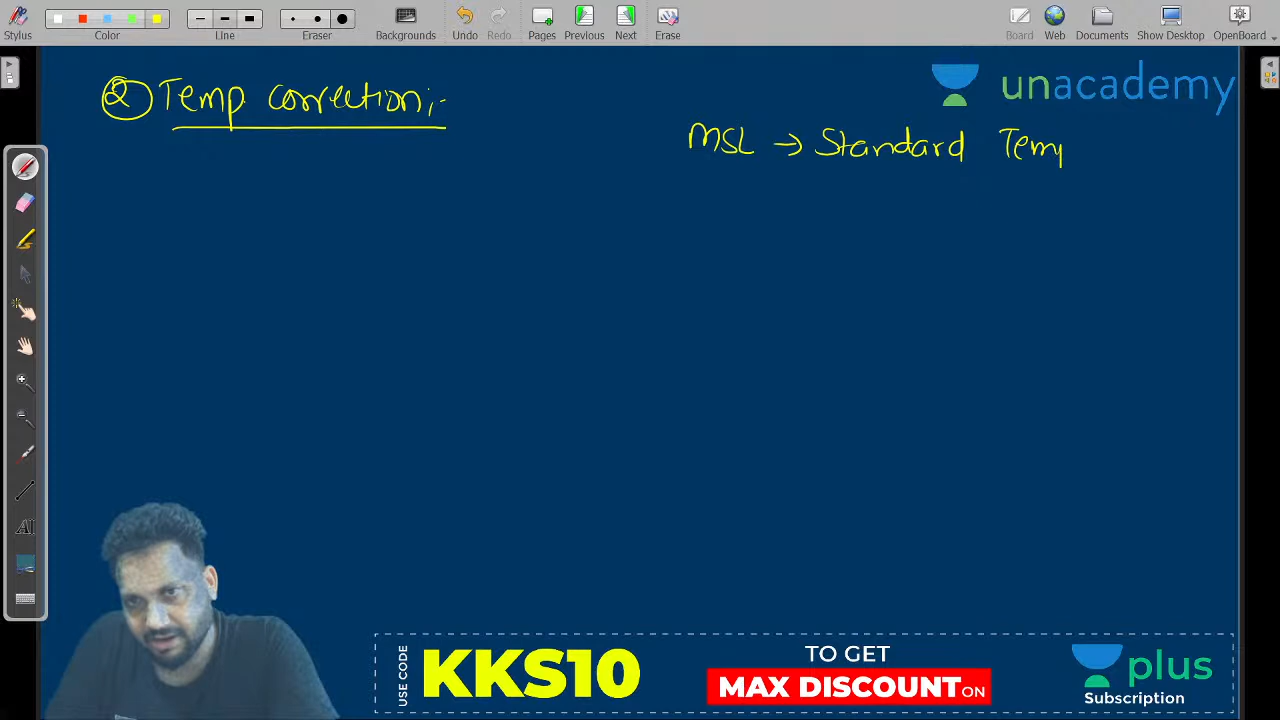 Stylus
Color
Line
Eraser
Backgrounds
Undo
Redo
Pages
Previous
Next
Erase
Board
Web
Documents
Show Desktop
OpenBoard
② Temp correction :-
unacademy
MSL → Standard Temp
USE CODE
KKS10
TO GET
MAX DISCOUNT ON
plus
Subscription